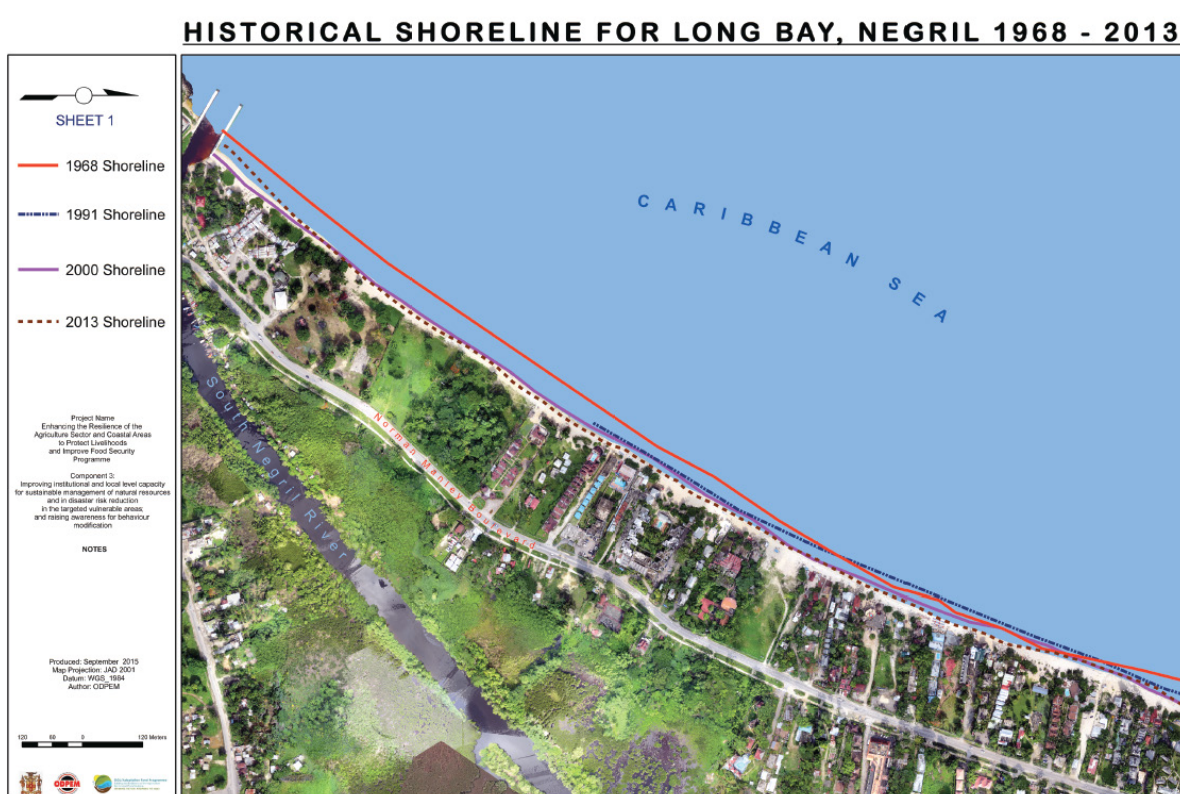 HISTORICAL SHORELINE FOR LONG BAY, NEGRIL 1968 - 2013
SHEET 1
1968 Shoreline
1991 Shoreline
2000 Shoreline
2013 Shoreline
Project Name
Enhancing the Resilience of the
Agriculture Sector and Coastal Areas
to Protect Livelihoods
and Improve Food Security
Programme
Component 3:
Improving institutional and local level capacity
for sustainable management of natural resources
and in disaster risk reduction
in the targeted vulnerable areas;
and raising awareness for behaviour
modification
NOTES
Produced: September 2015
Map Projection: JAD 2001
Datum: WGS_1984
Author: ODPEM
120 60 0 120 Meters
ODPEM
CARIBBEAN SEA
South Negril River
Norman Manley Boulevard